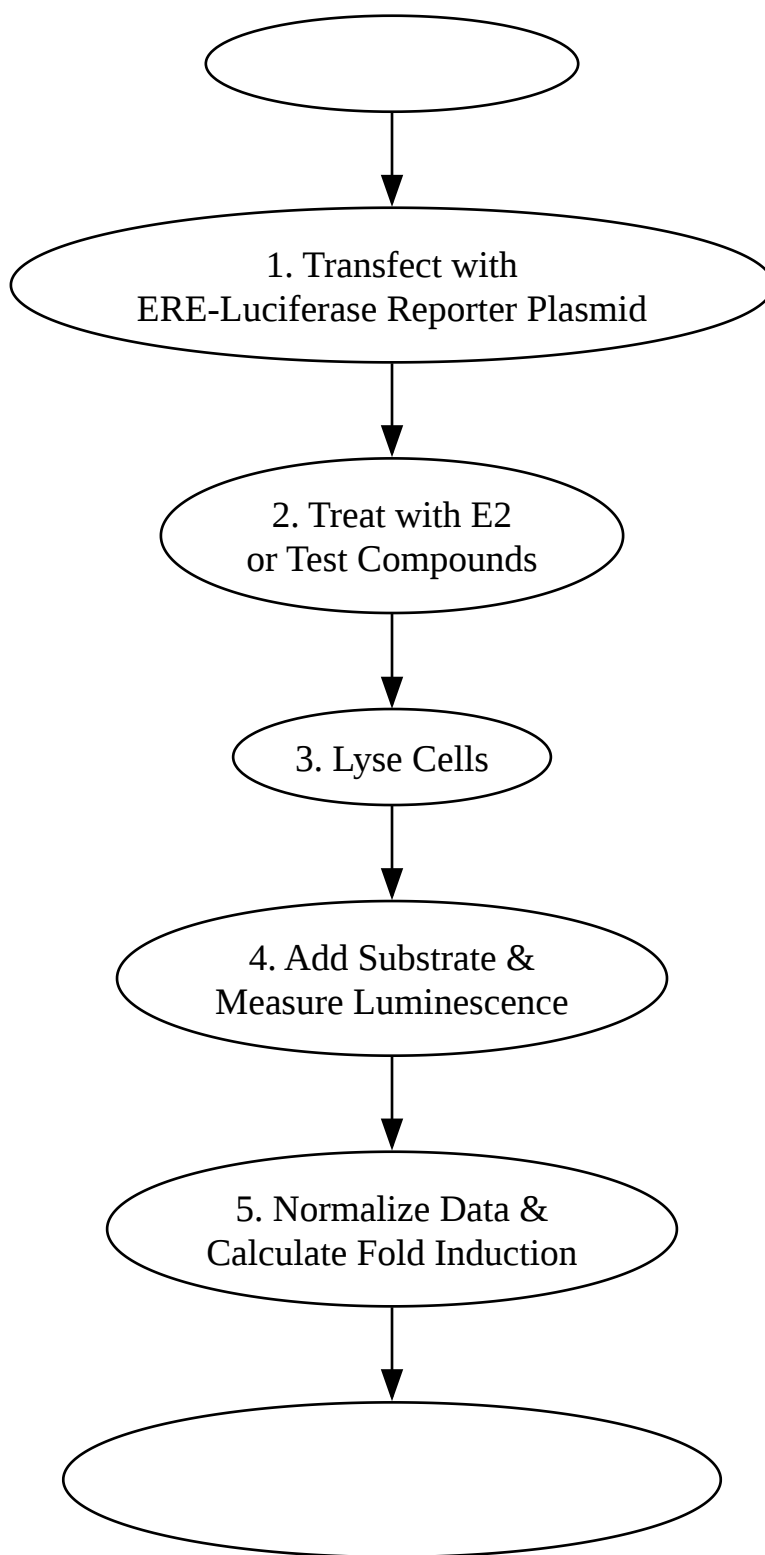 1. Transfect with
ERE-Luciferase Reporter Plasmid
2. Treat with E2
or Test Compounds
3. Lyse Cells
4. Add Substrate &
Measure Luminescence
5. Normalize Data &
Calculate Fold Induction